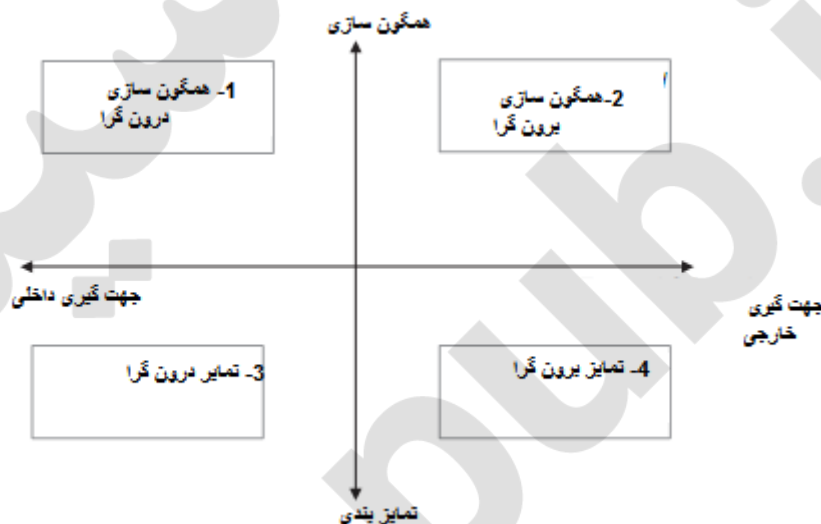 همگون سازی
1- همگون سازی
درون گرا
2-همگون سازی
برون گرا
جهت گیری داخلی
جهت گیری
خارجی
3- تمایر درون گرا
4- تمایز برون گرا
تمایز بندی